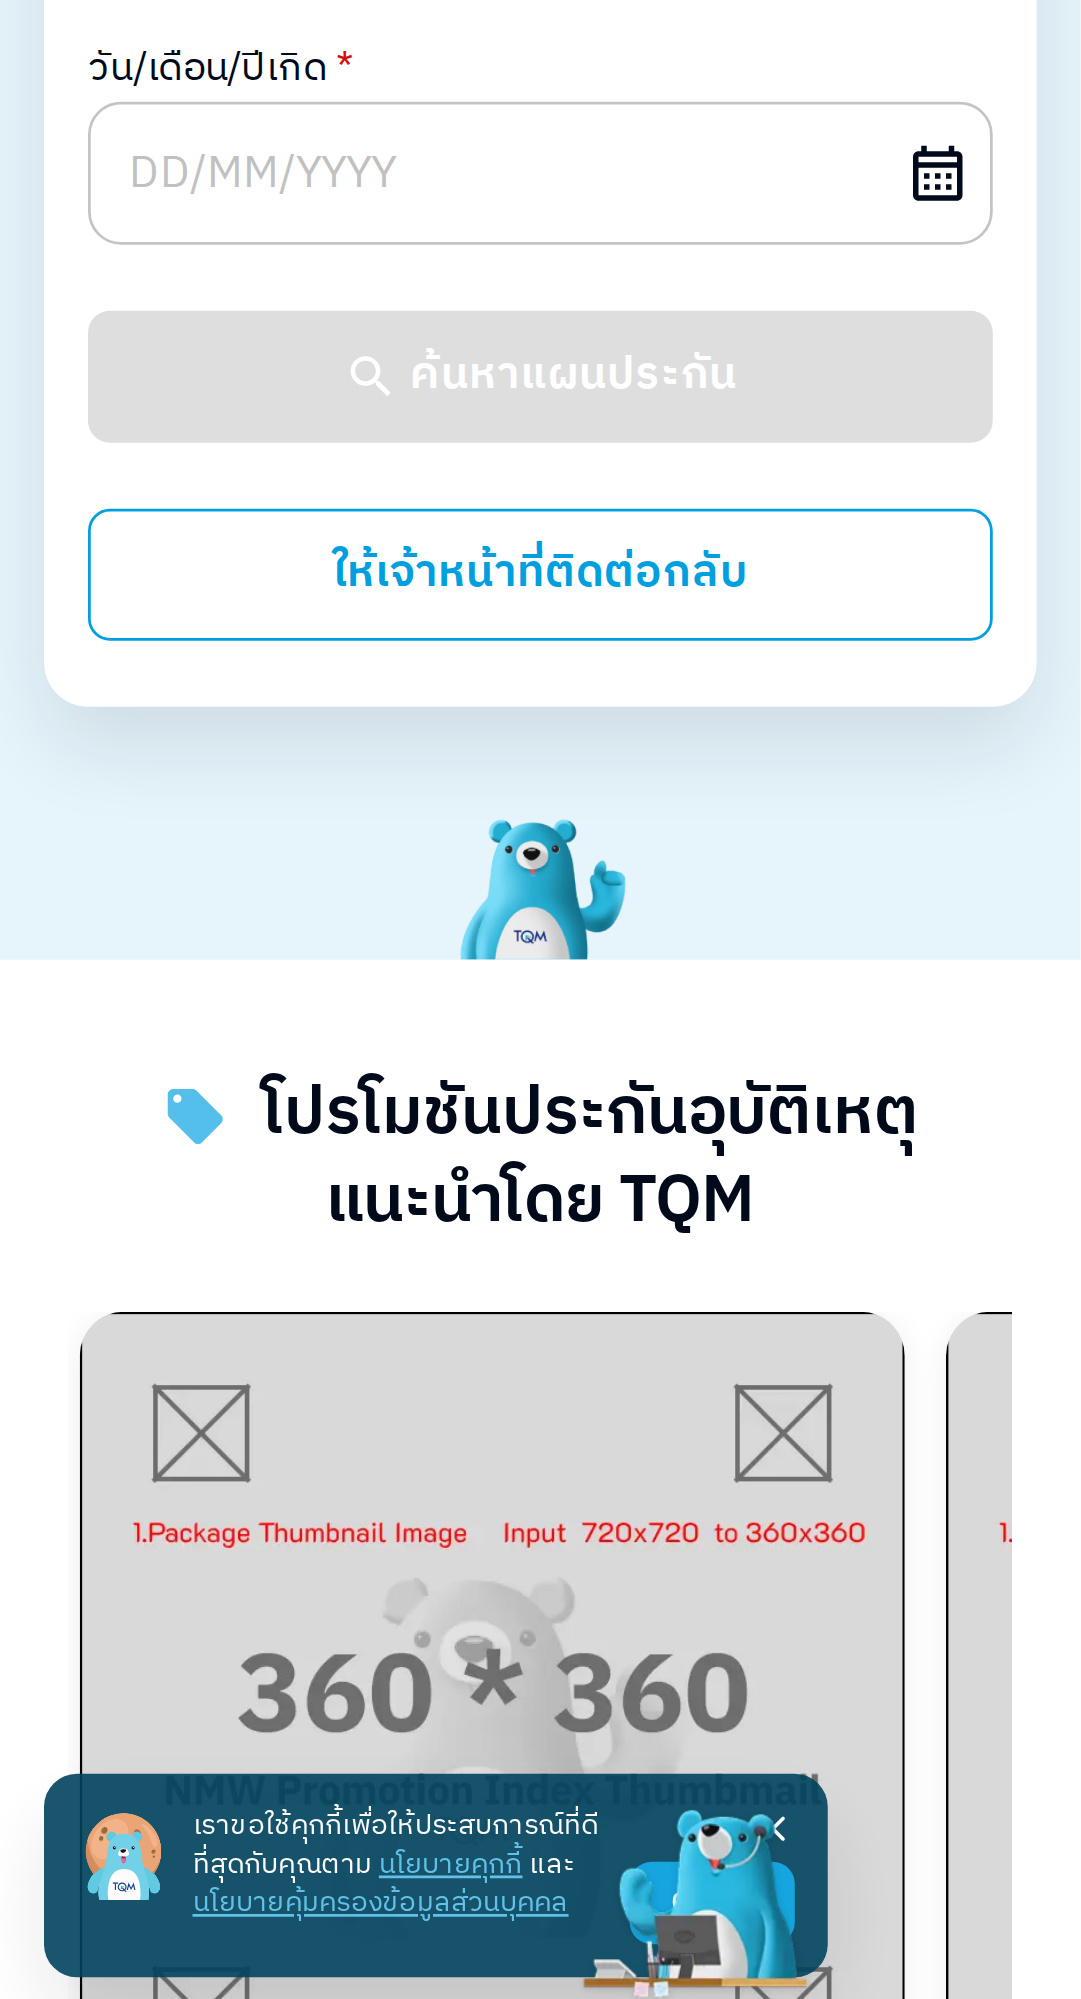 วัน/เดือน/ปีเกิด *
DD/MM/YYYY
ค้นหาแผนประกัน
ให้เจ้าหน้าที่ติดต่อกลับ
TQM
โปรโมชันประกันอุบัติเหตุ
แนะนำโดย TQM
1.Package Thumbnail Image Input 720x720 to 360x360
1.
360 * 360
NMW Promotion Index Thumbmail
เราขอใช้คุกกี้เพื่อให้ประสบการณ์ที่ดี
ที่สุดกับคุณตาม นโยบายคุกกี้ และ
นโยบายคุ้มครองข้อมูลส่วนบุคคล
TQM